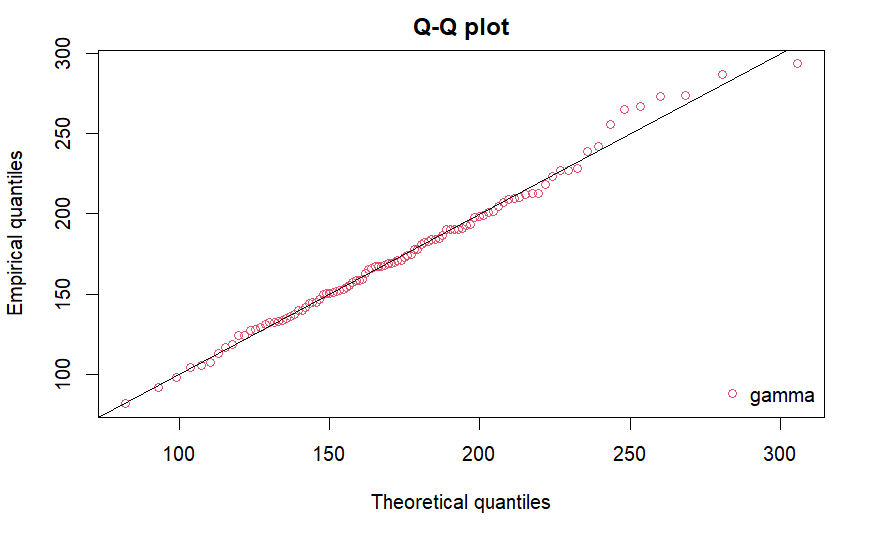 Q-Q plot
Empirical quantiles
300
250
200
150
100
gamma
100 150 200 250 300
Theoretical quantiles